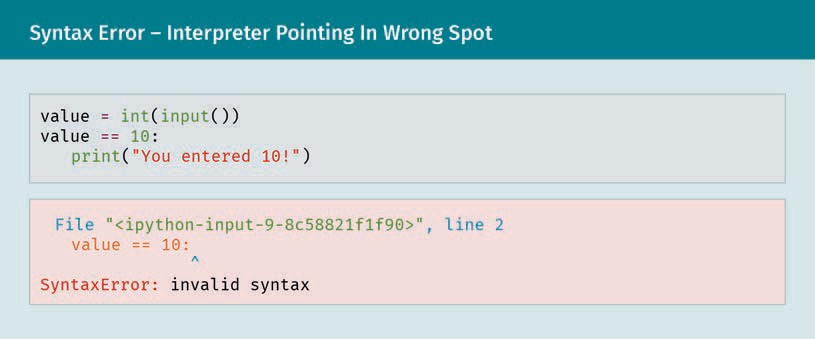 Syntax Error – Interpreter Pointing In Wrong Spot
value = int(input())
value == 10:
   print("You entered 10!")
File "<ipython-input-9-8c58821f1f90>", line 2
value == 10:
^
SyntaxError: invalid syntax